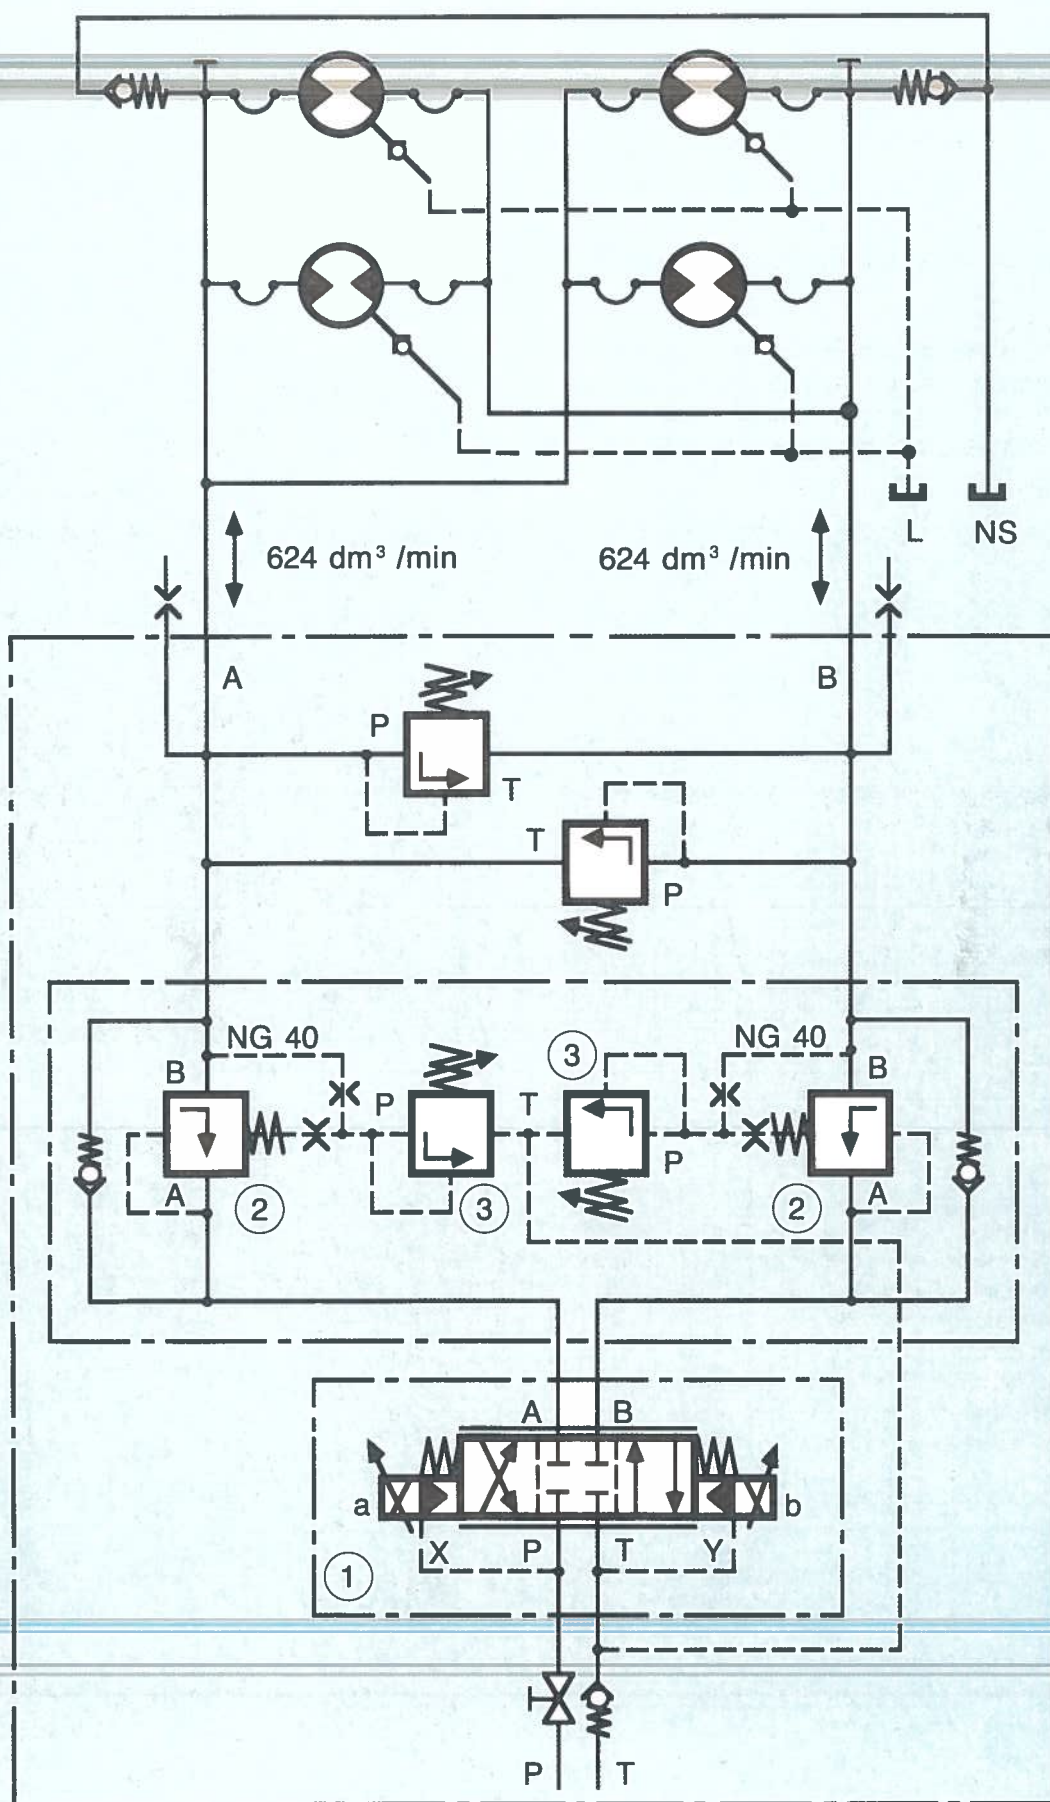 L NS
624 dm³ /min 624 dm³ /min
A B
P
T
T
P
NG 40 3 NG 40
B B
P T
P
A A
2 3 2
A B
a b
X P T Y
1
P T